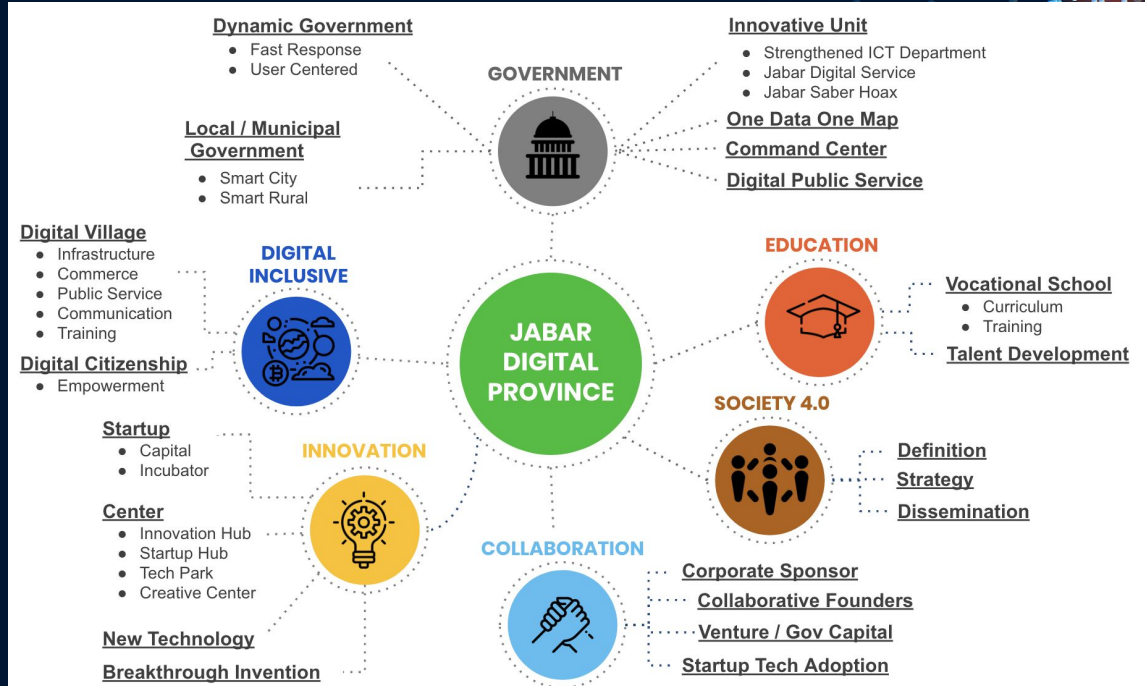 Dynamic Government
● Fast Response
● User Centered
GOVERNMENT
Innovative Unit
● Strengthened ICT Department
● Jabar Digital Service
● Jabar Saber Hoax
One Data One Map
Command Center
Digital Public Service
Local / Municipal
Government
● Smart City
● Smart Rural
Digital Village
● Infrastructure
● Commerce
● Public Service
● Communication
● Training
Digital Citizenship
● Empowerment
DIGITAL
INCLUSIVE
JABAR
DIGITAL
PROVINCE
EDUCATION
Vocational School
● Curriculum
● Training
Talent Development
SOCIETY 4.0
Definition
Strategy
Dissemination
Startup
● Capital
● Incubator
INNOVATION
Center
● Innovation Hub
● Startup Hub
● Tech Park
● Creative Center
New Technology
Breakthrough Invention
COLLABORATION
Corporate Sponsor
Collaborative Founders
Venture / Gov Capital
Startup Tech Adoption